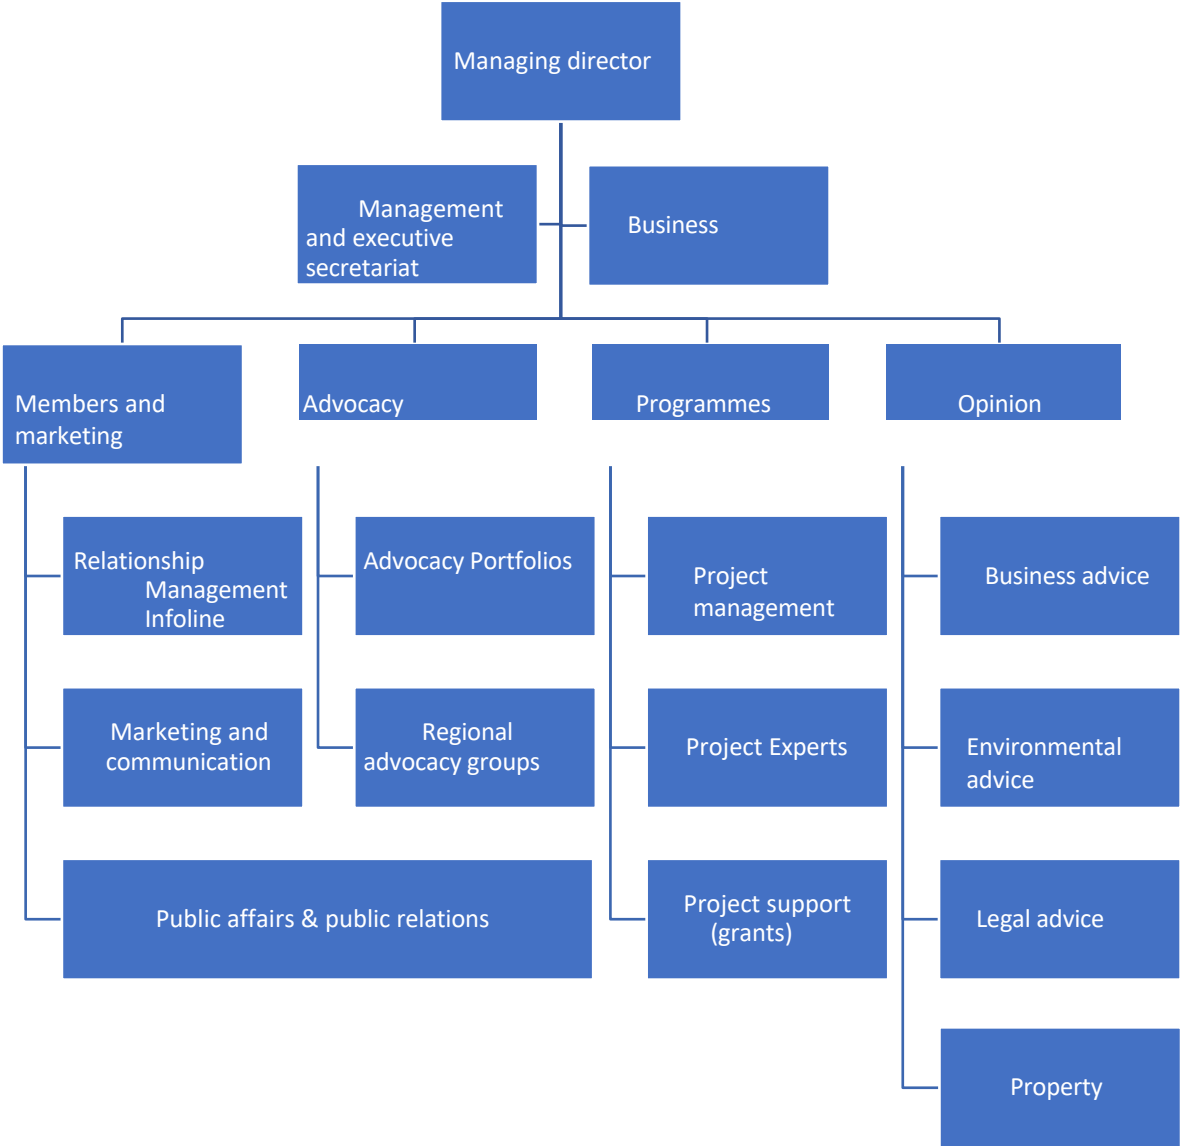 Managing director
Management
and executive
secretariat
Business
Members and
marketing
Advocacy
Programmes
Opinion
Relationship
Management
Infoline
Advocacy Portfolios
Project
management
Business advice
Marketing and
communication
Regional
advocacy groups
Project Experts
Environmental
advice
Public affairs & public relations
Project support
(grants)
Legal advice
Property